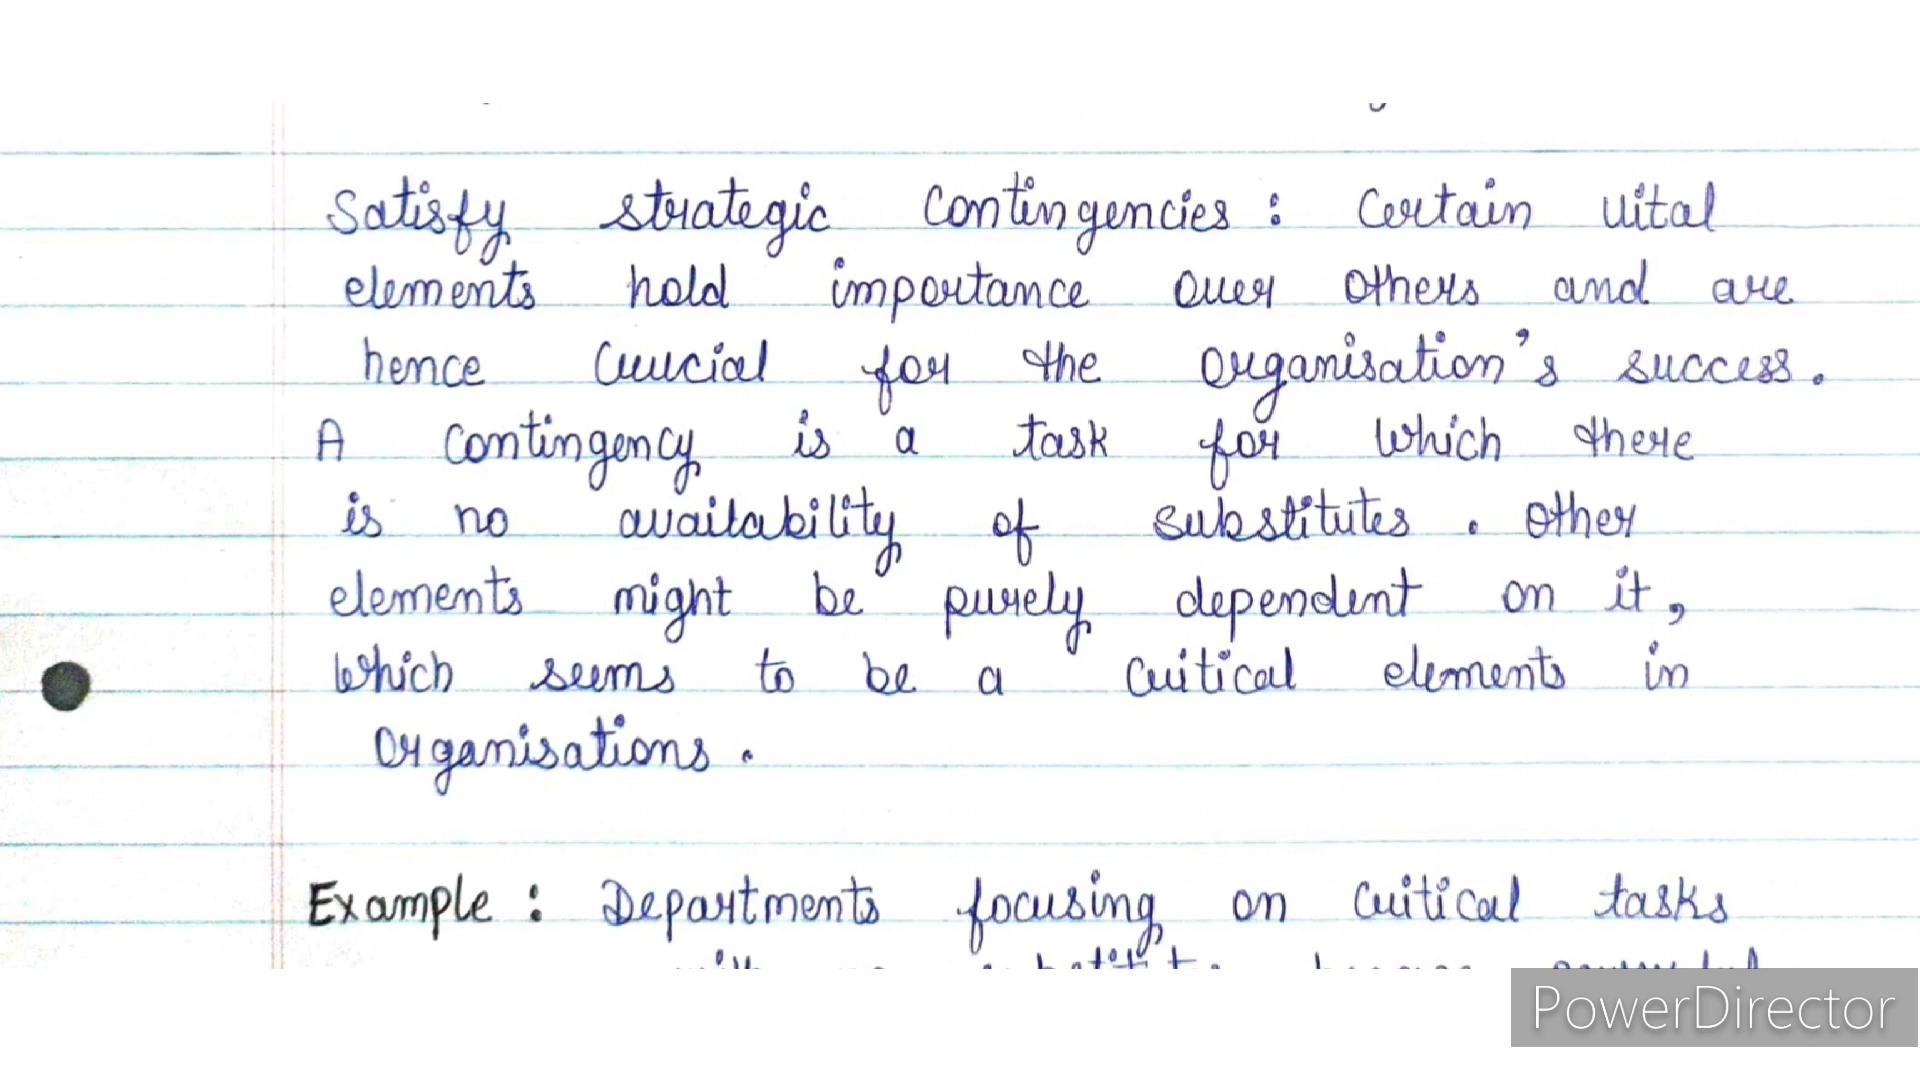 Satisfy strategic contingencies : Certain vital
elements hold importance over others and are
hence crucial for the organisation's success.
A contingency is a task for which there
is no availability of substitutes . Other
elements might be purely dependent on it,
which seems to be a critical elements in
organisations .
Example : Departments focusing on critical tasks
PowerDirector